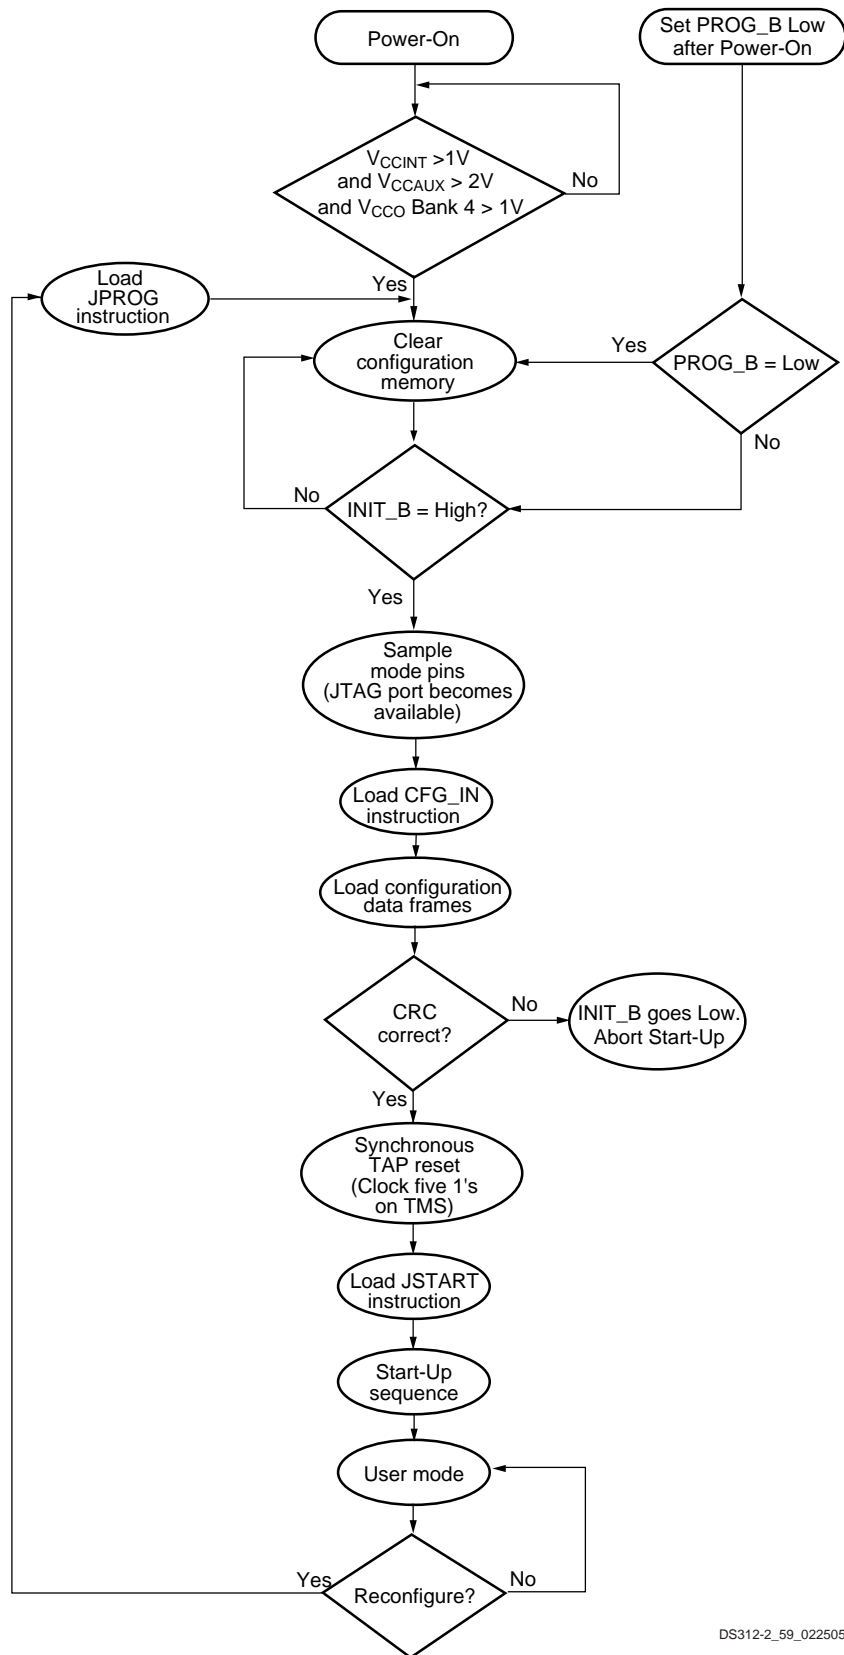 Power-On
Set PROG_B Low
after Power-On
VCCINT >1V
and VCCAUX > 2V
and VCCO Bank 4 > 1V
No
Yes
Load
JPROG
instruction
Clear
configuration
memory
Yes
PROG_B = Low
No
No
INIT_B = High?
Yes
Sample
mode pins
(JTAG port becomes
available)
Load CFG_IN
instruction
Load configuration
data frames
CRC
correct?
No
INIT_B goes Low.
Abort Start-Up
Yes
Synchronous
TAP reset
(Clock five 1's
on TMS)
Load JSTART
instruction
Start-Up
sequence
User mode
Yes
Reconfigure?
No
DS312-2_59_022505